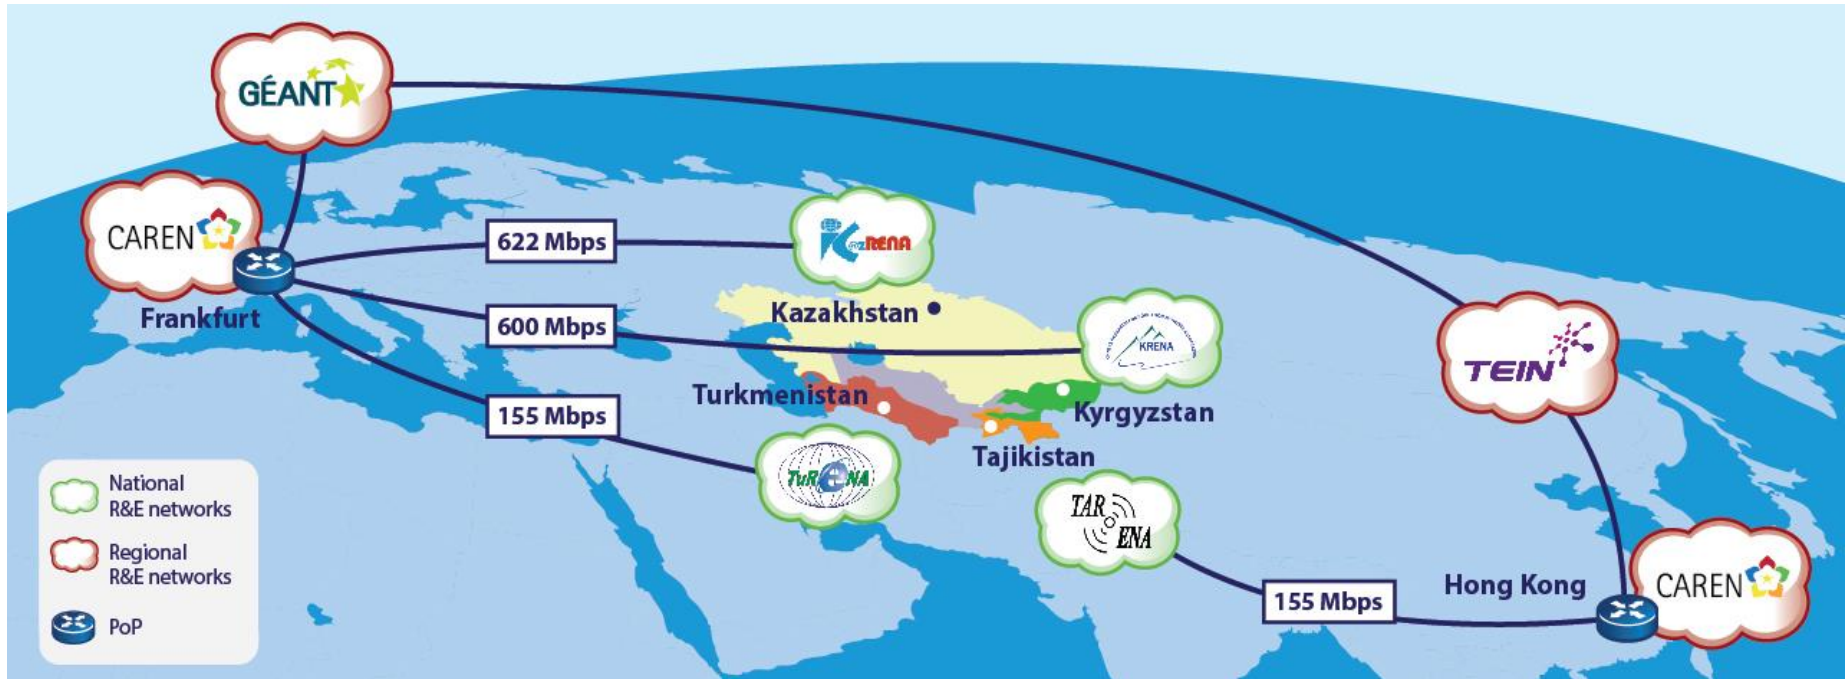 GÉANT
CAREN
622 Mbps
K@zRENA
Frankfurt
600 Mbps
Kazakhstan
KRENA
TEIN
155 Mbps
Turkmenistan
Kyrgyzstan
Tajikistan
TuRENA
National
R&E networks
Regional
R&E networks
PoP
TAR
ENA
155 Mbps
Hong Kong
CAREN